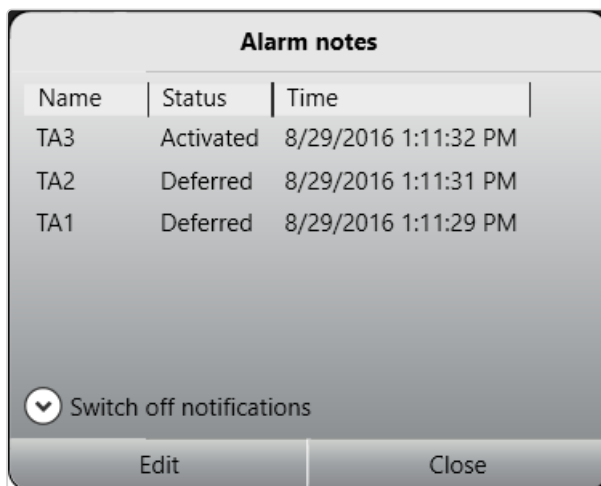 Alarm notes
Name Status Time
TA3 Activated 8/29/2016 1:11:32 PM
TA2 Deferred 8/29/2016 1:11:31 PM
TA1 Deferred 8/29/2016 1:11:29 PM
Switch off notifications
Edit Close